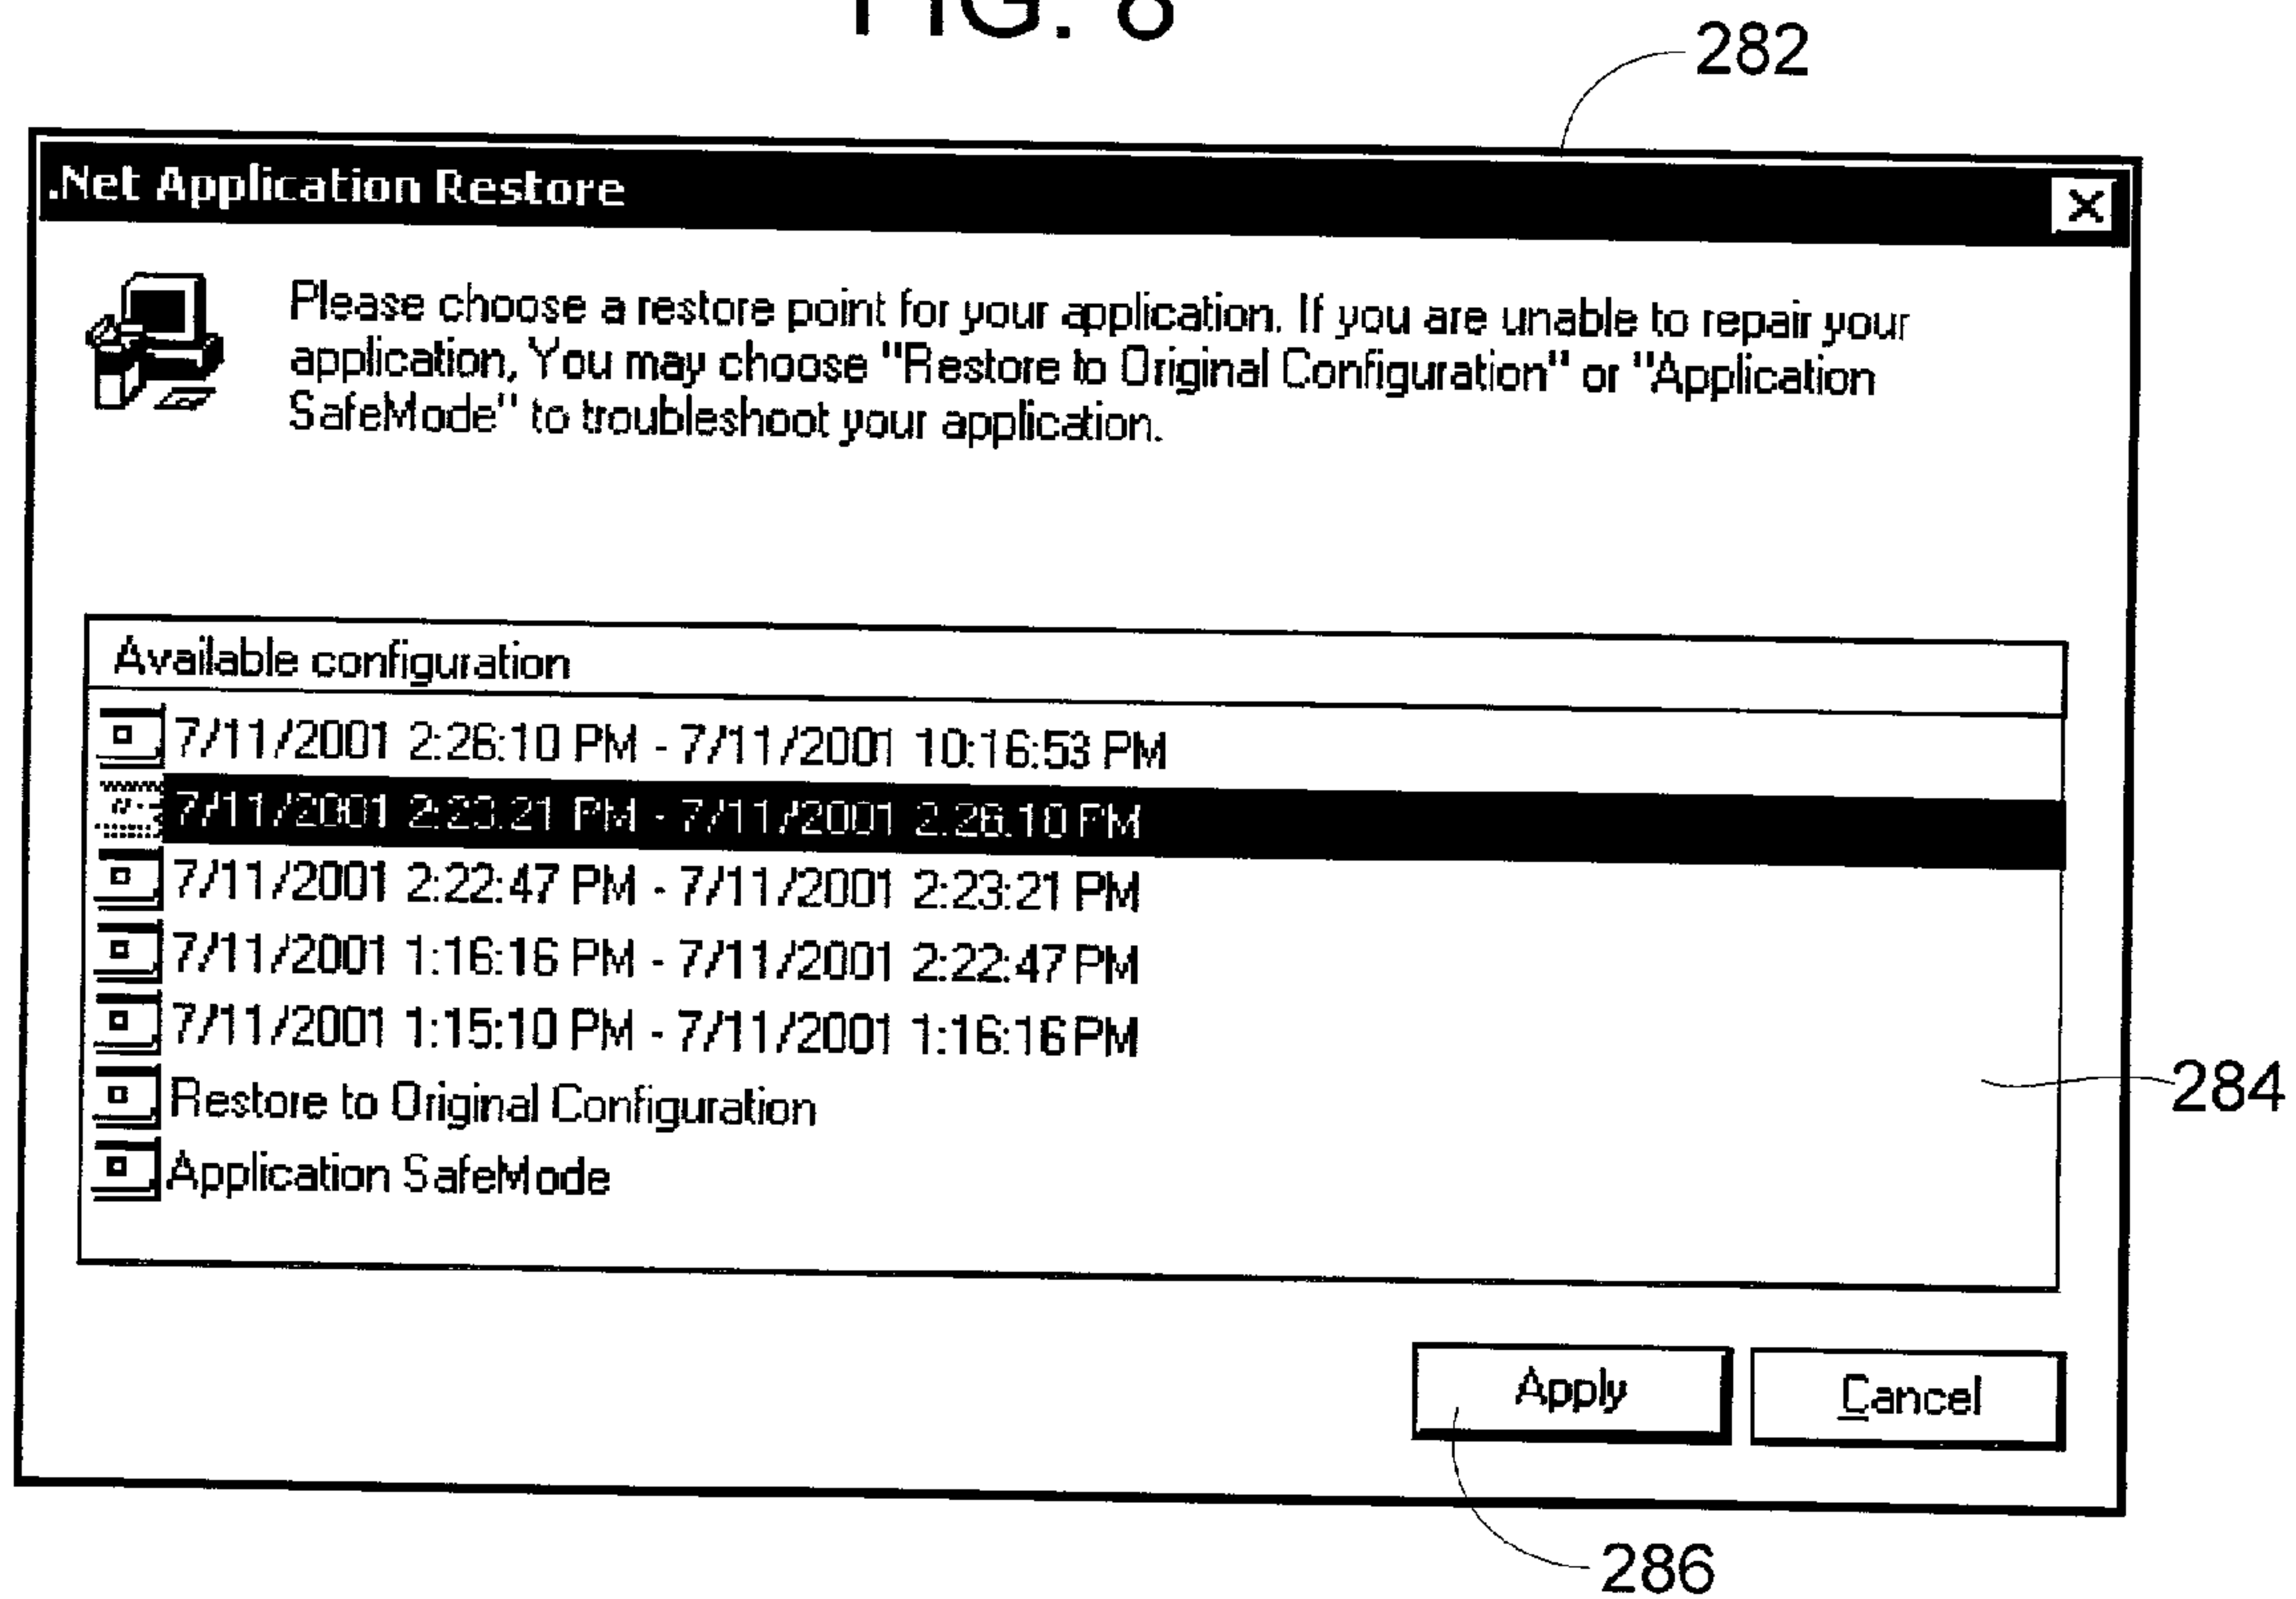 FIG. 8
282
.Net Application Restore
Please choose a restore point for your application. If you are unable to repair your
application, You may choose "Restore to Original Configuration" or "Application
SafeMode" to troubleshoot your application.
Available configuration
7/11/2001 2:26:10 PM - 7/11/2001 10:16:53 PM
7/11/2001 2:23:21 PM - 7/11/2001 2:26:10 PM
7/11/2001 2:22:47 PM - 7/11/2001 2:23:21 PM
7/11/2001 1:16:16 PM - 7/11/2001 2:22:47 PM
7/11/2001 1:15:10 PM - 7/11/2001 1:16:16 PM
Restore to Original Configuration
284
Application SafeMode
Apply
Cancel
286